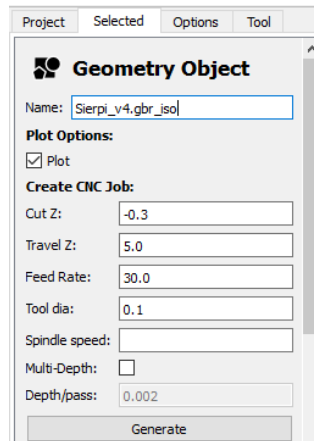 Project Selected Options Tool
Geometry Object
Name: Sierpi_v4.gbr_iso
Plot Options:
Plot
Create CNC Job:
Cut Z: -0.3
Travel Z: 5.0
Feed Rate: 30.0
Tool dia: 0.1
Spindle speed:
Multi-Depth:
Depth/pass: 0.002
Generate